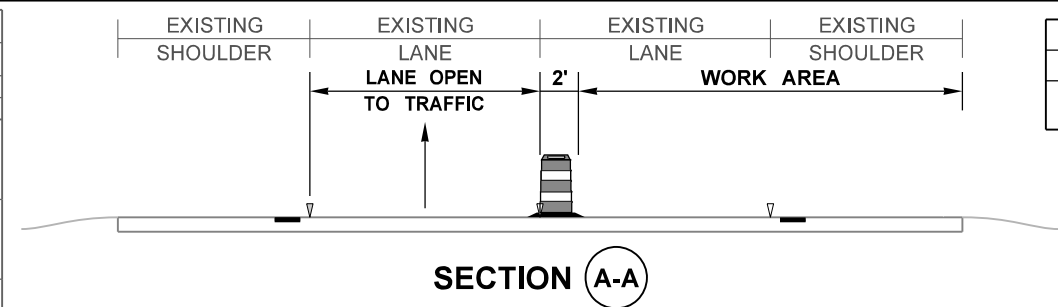 EXISTING EXISTING EXISTING EXISTING
SHOULDER LANE LANE SHOULDER
LANE OPEN 2' WORK AREA
TO TRAFFIC
SECTION A-A